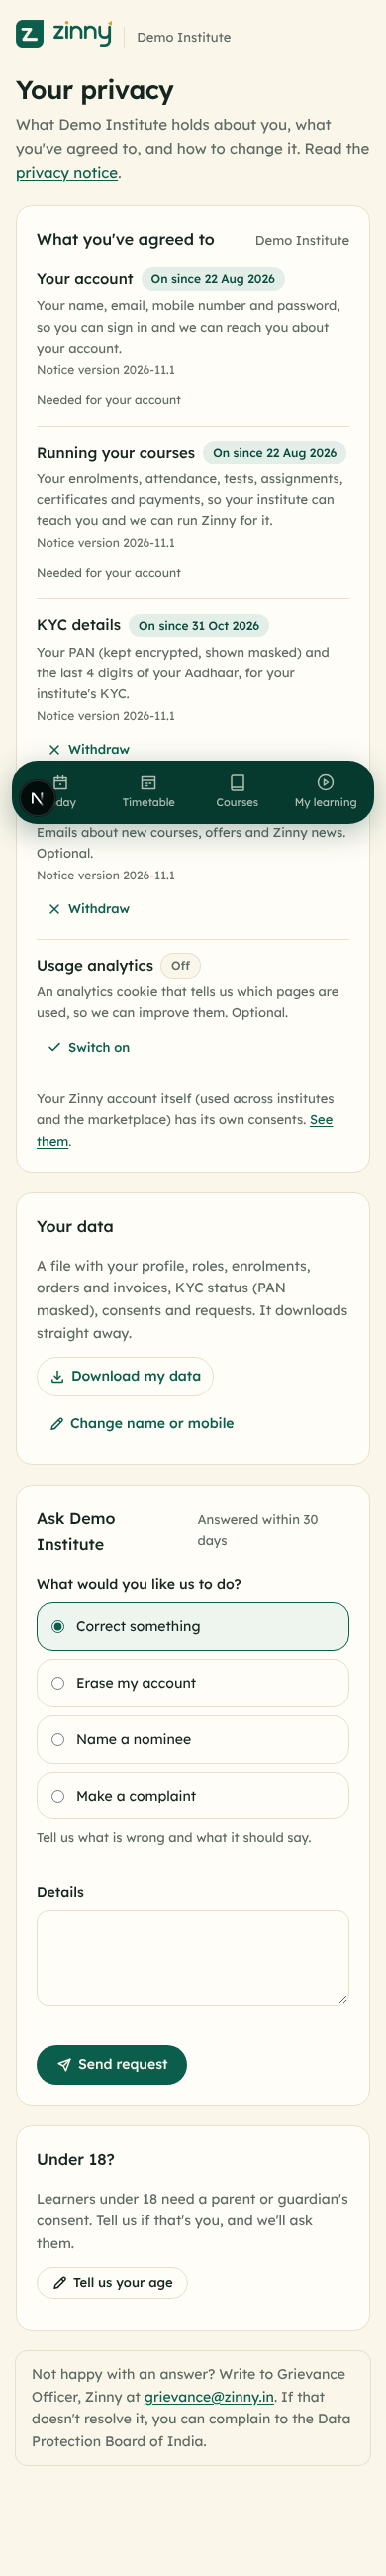 zinny
Demo Institute
Your privacy
What Demo Institute holds about you, what
you've agreed to, and how to change it. Read the
privacy notice.
What you've agreed to
Demo Institute
Your account
On since 22 Aug 2026
Your name, email, mobile number and password,
so you can sign in and we can reach you about
your account.
Notice version 2026-11.1
Needed for your account
Running your courses
On since 22 Aug 2026
Your enrolments, attendance, tests, assignments,
certificates and payments, so your institute can
teach you and we can run Zinny for it.
Notice version 2026-11.1
Needed for your account
KYC details
On since 31 Oct 2026
Your PAN (kept encrypted, shown masked) and
the last 4 digits of your Aadhaar, for your
institute's KYC.
Notice version 2026-11.1
Withdraw
Timetable
Courses
My learning
Emails about new courses, offers and Zinny news.
Optional.
Notice version 2026-11.1
Withdraw
Usage analytics
Off
An analytics cookie that tells us which pages are
used, so we can improve them. Optional.
Switch on
Your Zinny account itself (used across institutes
and the marketplace) has its own consents. See
them.
Your data
A file with your profile, roles, enrolments,
orders and invoices, KYC status (PAN
masked), consents and requests. It downloads
straight away.
Download my data
Change name or mobile
Ask Demo
Institute
Answered within 30
days
What would you like us to do?
Correct something
Erase my account
Name a nominee
Make a complaint
Tell us what is wrong and what it should say.
Details
Send request
Under 18?
Learners under 18 need a parent or guardian's
consent. Tell us if that's you, and we'll ask
them.
Tell us your age
Not happy with an answer? Write to Grievance
Officer, Zinny at grievance@zinny.in. If that
doesn't resolve it, you can complain to the Data
Protection Board of India.